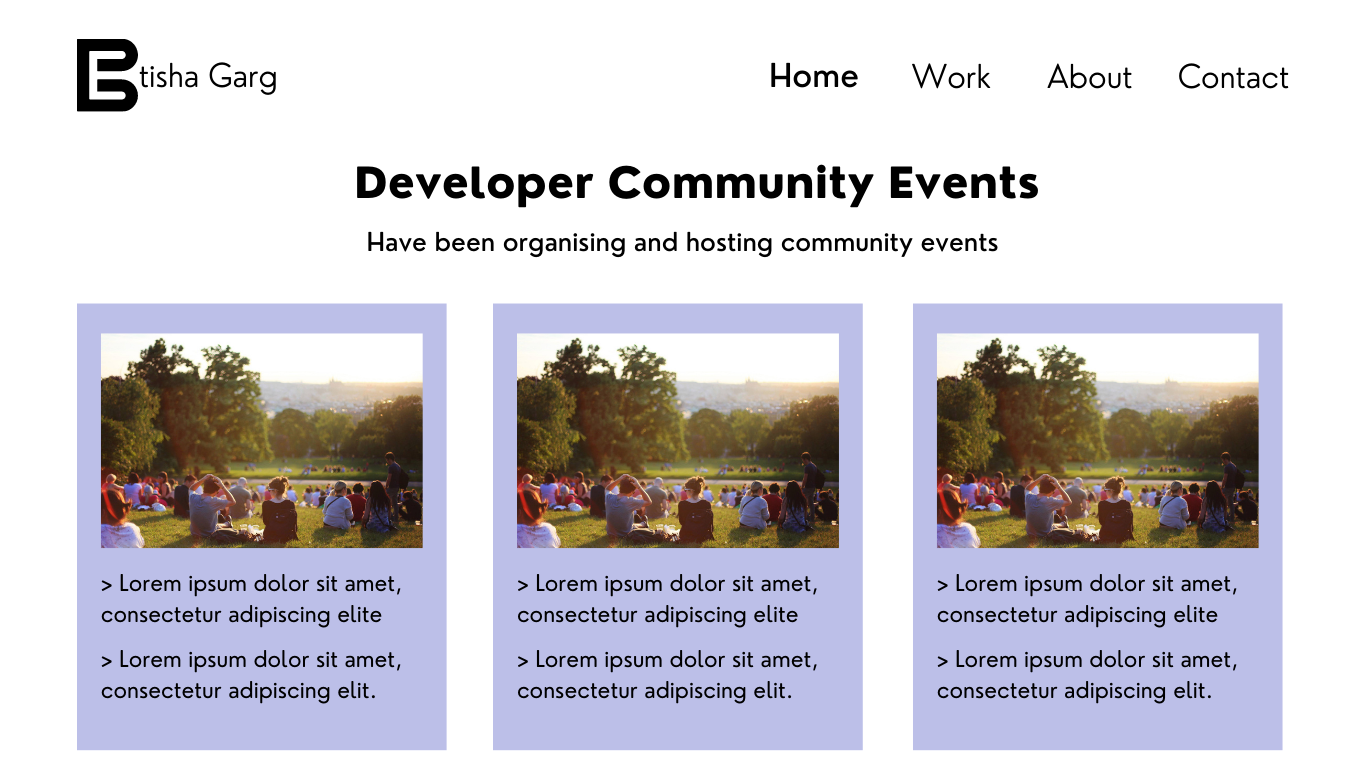 Etisha Garg
Home Work About Contact
Developer Community Events
Have been organising and hosting community events
> Lorem ipsum dolor sit amet,
consectetur adipiscing elite
> Lorem ipsum dolor sit amet,
consectetur adipiscing elit.
> Lorem ipsum dolor sit amet,
consectetur adipiscing elite
> Lorem ipsum dolor sit amet,
consectetur adipiscing elit.
> Lorem ipsum dolor sit amet,
consectetur adipiscing elite
> Lorem ipsum dolor sit amet,
consectetur adipiscing elit.